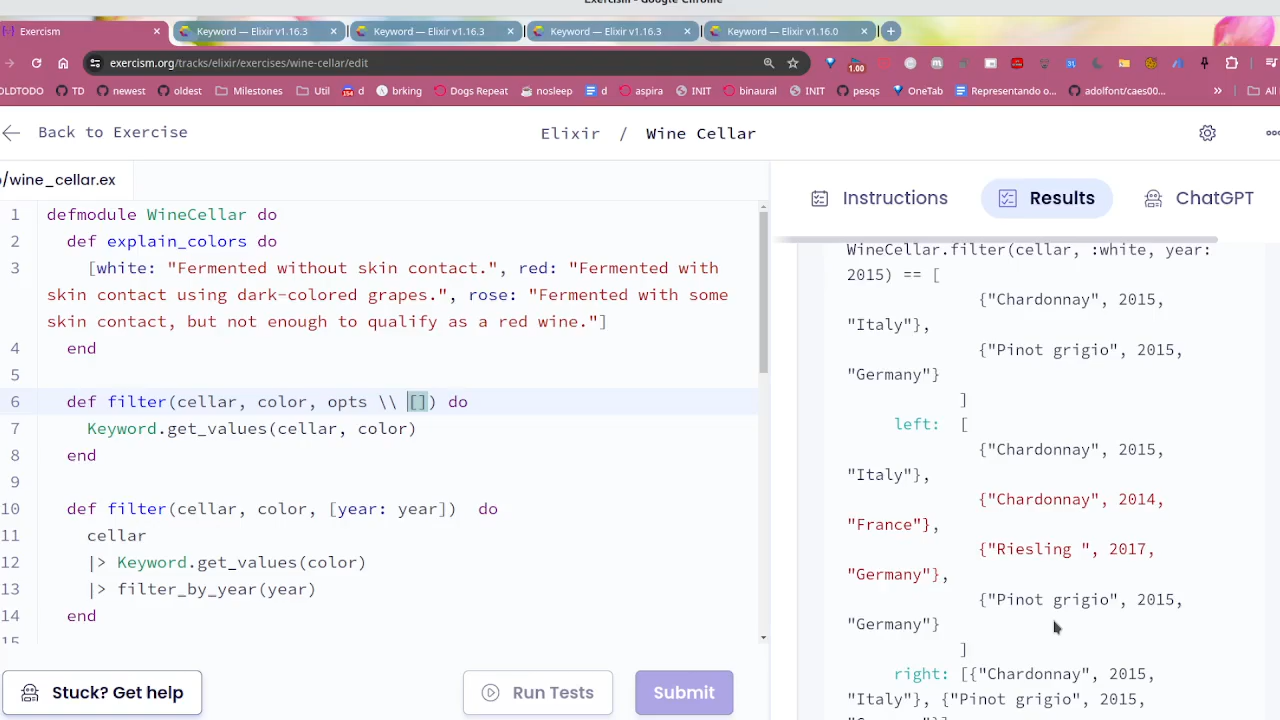 Exercism - Google Chrome
Exercism
Keyword — Elixir v1.16.3
Keyword — Elixir v1.16.3
Keyword — Elixir v1.16.3
Keyword — Elixir v1.16.0
exercism.org/tracks/elixir/exercises/wine-cellar/edit
1.00
OLDTODO TD newest oldest Milestones Util d brking Dogs Repeat nosleep d aspira INIT binaural INIT pesqs OneTab Representando o... adolfont/caes00... » All
Back to Exercise
Elixir / Wine Cellar
/wine_cellar.ex
Instructions
Results
ChatGPT
1 defmodule WineCellar do
2 def explain_colors do
3 [white: "Fermented without skin contact.", red: "Fermented with
skin contact using dark-colored grapes.", rose: "Fermented with some
skin contact, but not enough to qualify as a red wine."]
4 end
5
6 def filter(cellar, color, opts \\ []) do
7 Keyword.get_values(cellar, color)
8 end
9
10 def filter(cellar, color, [year: year]) do
11 cellar
12 |> Keyword.get_values(color)
13 |> filter_by_year(year)
14 end
15
WineCellar.filter(cellar, :white, year:
2015) == [
{"Chardonnay", 2015,
"Italy"},
{"Pinot grigio", 2015,
"Germany"}
]
left: [
{"Chardonnay", 2015,
"Italy"},
{"Chardonnay", 2014,
"France"},
{"Riesling ", 2017,
"Germany"},
{"Pinot grigio", 2015,
"Germany"}
]
right: [{"Chardonnay", 2015,
"Italy"}, {"Pinot grigio", 2015,
Stuck? Get help
Run Tests
Submit